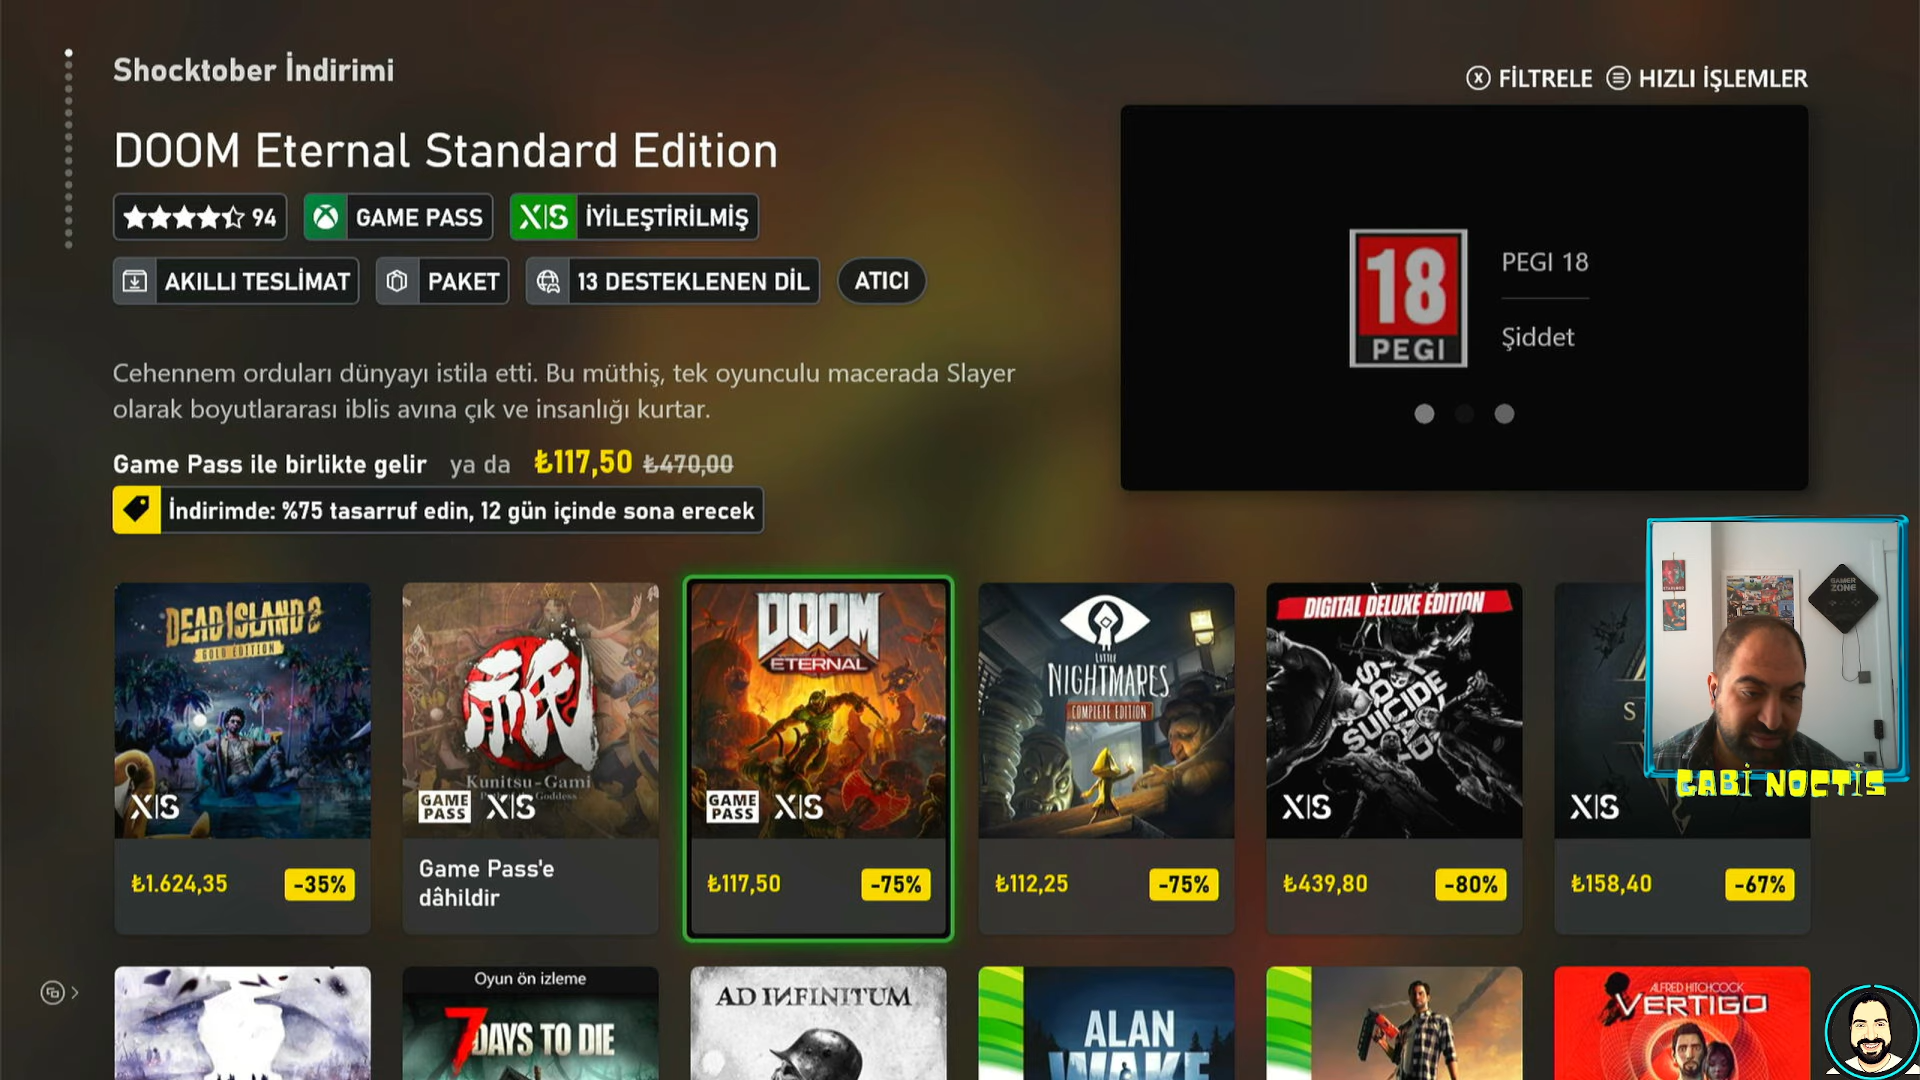 Shocktober İndirimi
FİLTRELE HIZLI İŞLEMLER
DOOM Eternal Standard Edition
94 GAME PASS X|S İYİLEŞTİRİLMİŞ
AKILLI TESLİMAT PAKET 13 DESTEKLENEN DİL ATICI
18
PEGI
PEGI 18
Şiddet
Cehennem orduları dünyayı istila etti. Bu müthiş, tek oyunculu macerada Slayer
olarak boyutlararası iblis avına çık ve insanlığı kurtar.
Game Pass ile birlikte gelir ya da ₺117,50 ₺470,00
İndirimde: %75 tasarruf edin, 12 gün içinde sona erecek
DEAD ISLAND 2
GOLD EDITION
X|S
₺1.624,35 -35%
祇
Kunitsu-Gami
Goddess
GAME PASS X|S
Game Pass'e
dâhildir
DOOM
ETERNAL
GAME PASS X|S
₺117,50 -75%
LITTLE
NIGHTMARES
COMPLETE EDITION
₺112,25 -75%
DIGITAL DELUXE EDITION
SUICIDE
SQUAD
X|S
₺439,80 -80%
X|S
₺158,40 -67%
GAMER
ZONE
GABİ NOCTİS
Oyun ön izleme
7 DAYS TO DIE
AD INFINITUM
ALAN
WAKE
ALFRED HITCHCOCK
VERTIGO